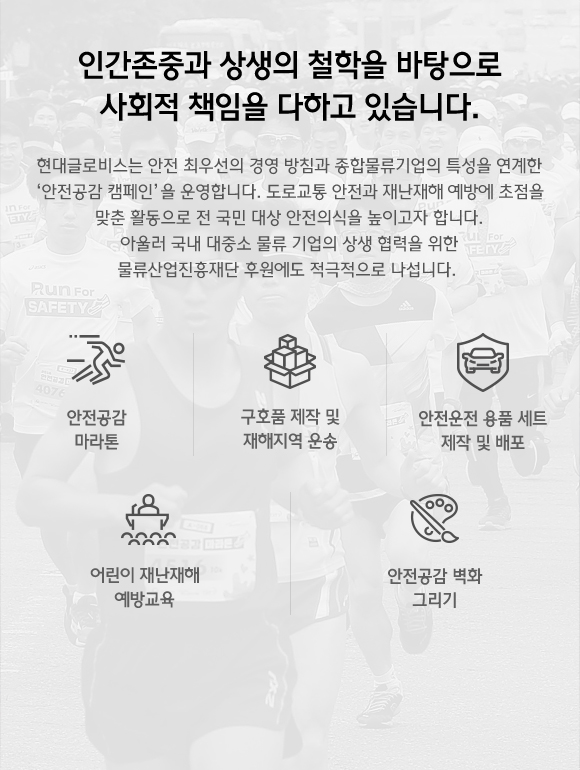 인간존중과 상생의 철학을 바탕으로
사회적 책임을 다하고 있습니다.
현대글로비스는 안전 최우선의 경영 방침과 종합물류기업의 특성을 연계한
‘안전공감 캠페인’을 운영합니다. 도로교통 안전과 재난재해 예방에 초점을
맞춘 활동으로 전 국민 대상 안전의식을 높이고자 합니다.
아울러 국내 대중소 물류 기업의 상생 협력을 위한
물류산업진흥재단 후원에도 적극적으로 나섭니다.
Run For
SAFETY
안전공감
마라톤
구호품 제작 및
재해지역 운송
안전운전 용품 세트
제작 및 배포
어린이 재난재해
예방교육
안전공감 벽화
그리기